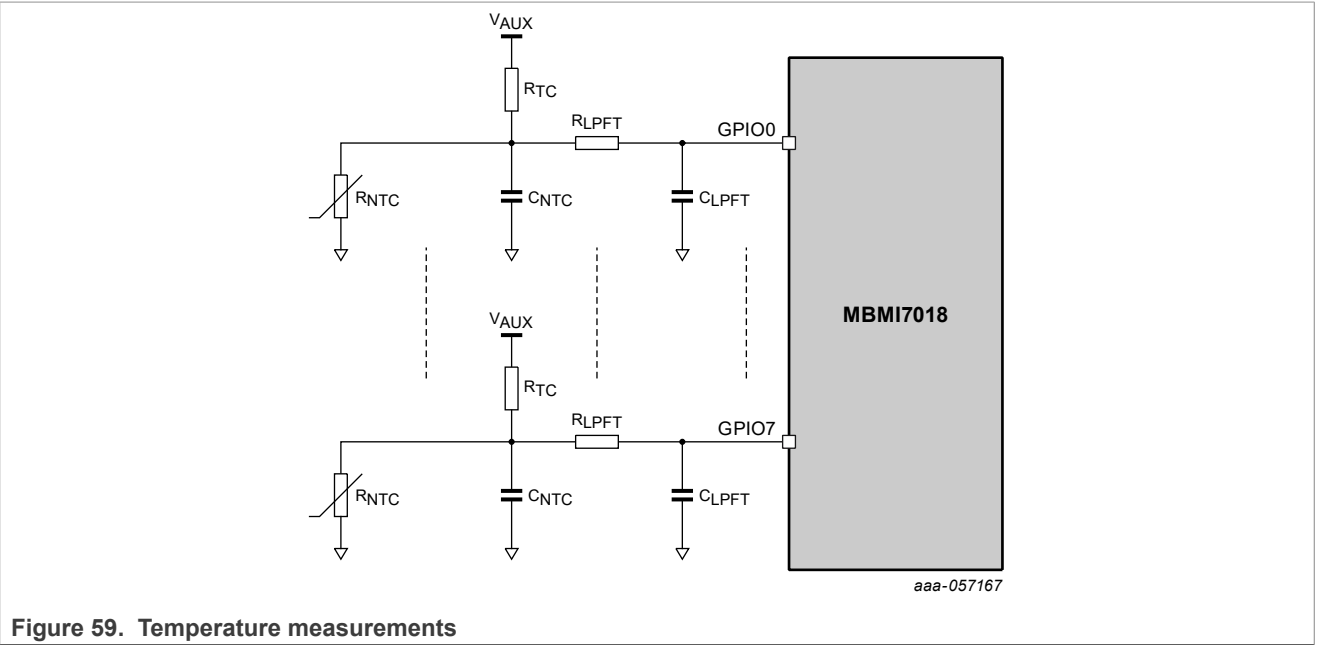 VAUX
RTC
RLPFT
GPIO0
RNTC
CNTC
CLPFT
MBMI7018
VAUX
RTC
RLPFT
GPIO7
RNTC
CNTC
CLPFT
aaa-057167
Figure 59. Temperature measurements